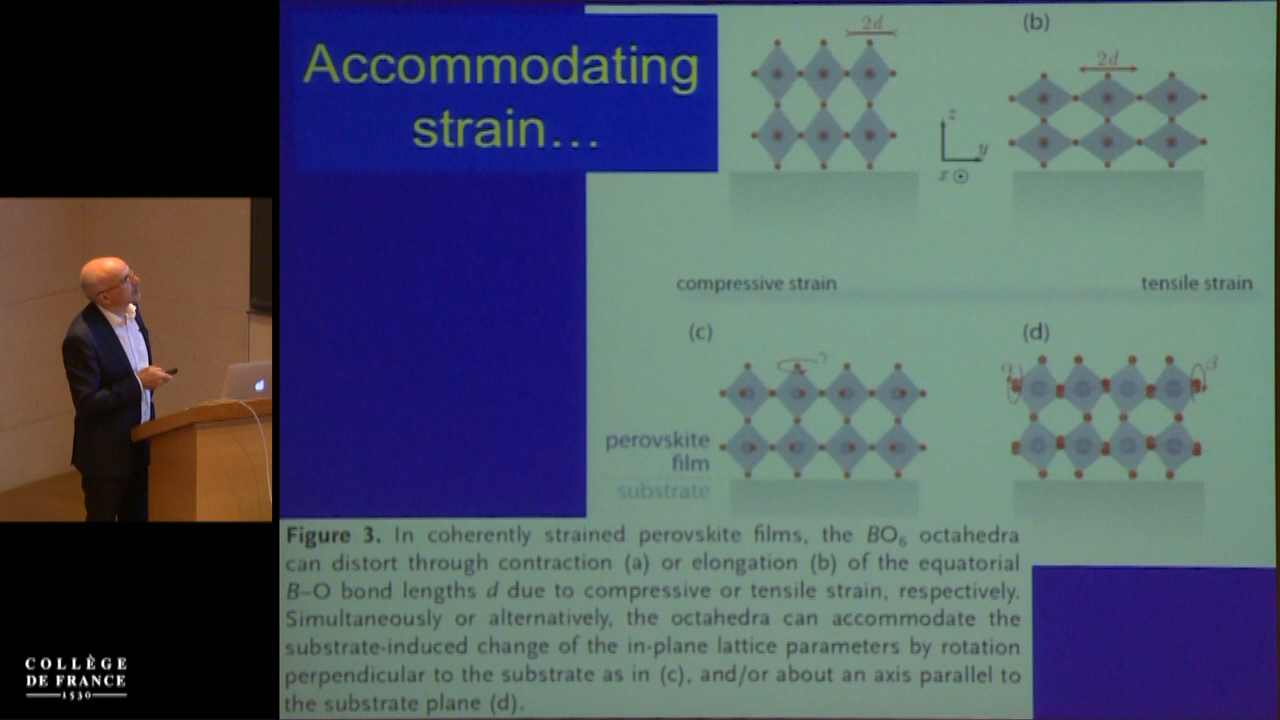 Accommodating
strain...
2d
(b)
2d
z
y
x
compressive strain
tensile strain
(c)
(d)
β
perovskite
film
substrate
Figure 3. In coherently strained perovskite films, the BO6 octahedra
can distort through contraction (a) or elongation (b) of the equatorial
B–O bond lengths d due to compressive or tensile strain, respectively.
Simultaneously or alternatively, the octahedra can accommodate the
substrate-induced change of the in-plane lattice parameters by rotation
perpendicular to the substrate as in (c), and/or about an axis parallel to
the substrate plane (d).
COLLÈGE
DE FRANCE
1530